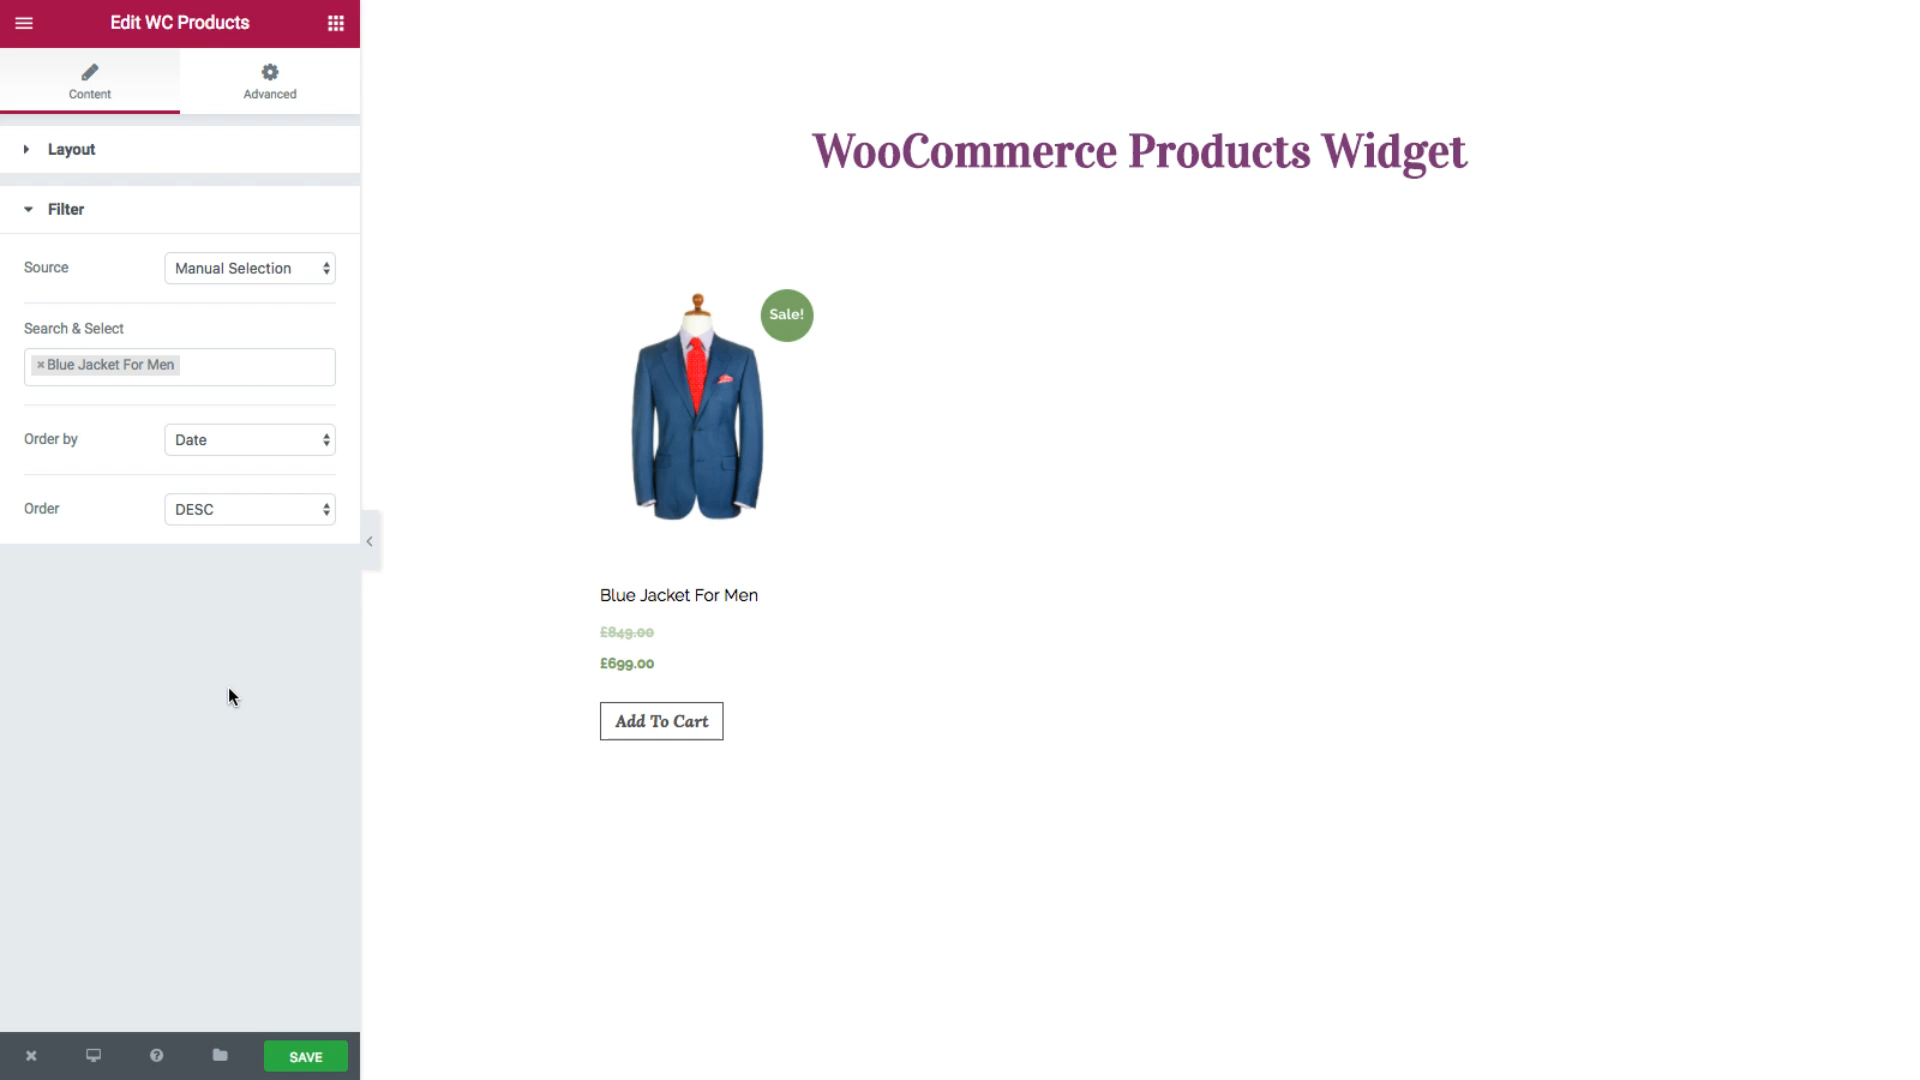 Edit WC Products
Content
Advanced
Layout
Filter
Source
Manual Selection
Search & Select
×Blue Jacket For Men
Order by
Date
Order
DESC
SAVE
WooCommerce Products Widget
Sale!
Blue Jacket For Men
£849.00
£699.00
Add To Cart